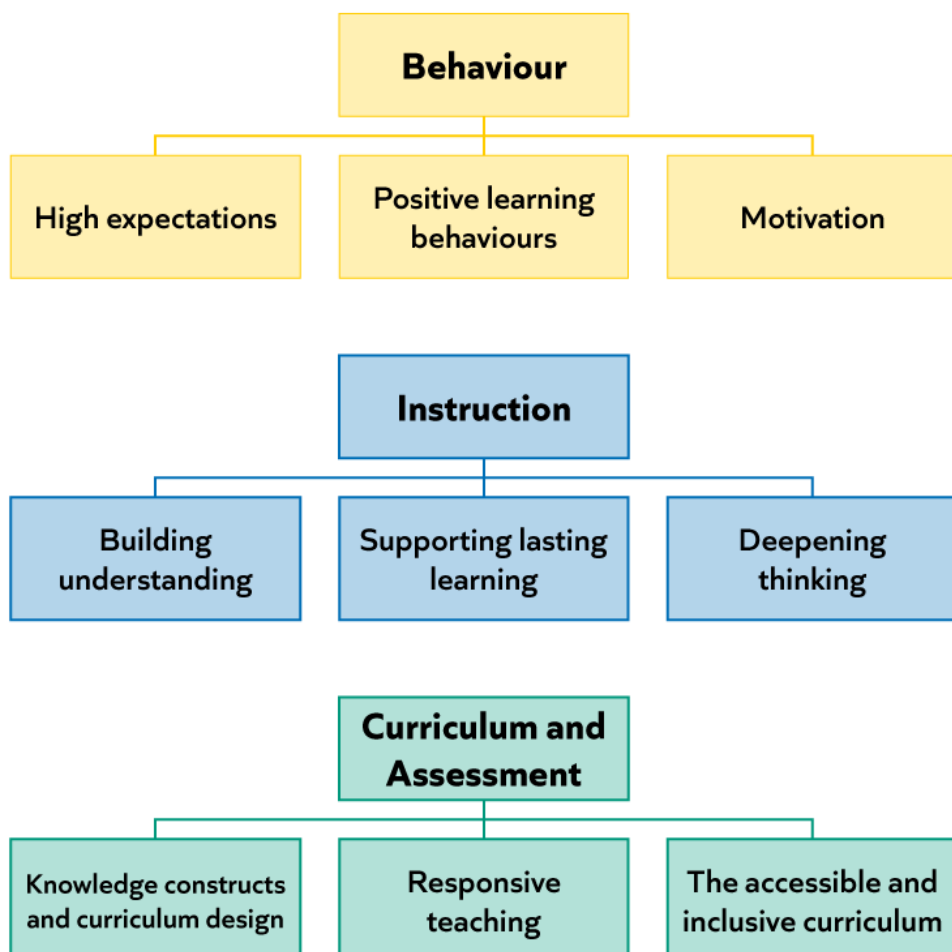 Behaviour
High expectations
Positive learning
behaviours
Motivation
Instruction
Building
understanding
Supporting lasting
learning
Deepening
thinking
Curriculum and
Assessment
Knowledge constructs
and curriculum design
Responsive
teaching
The accessible and
inclusive curriculum